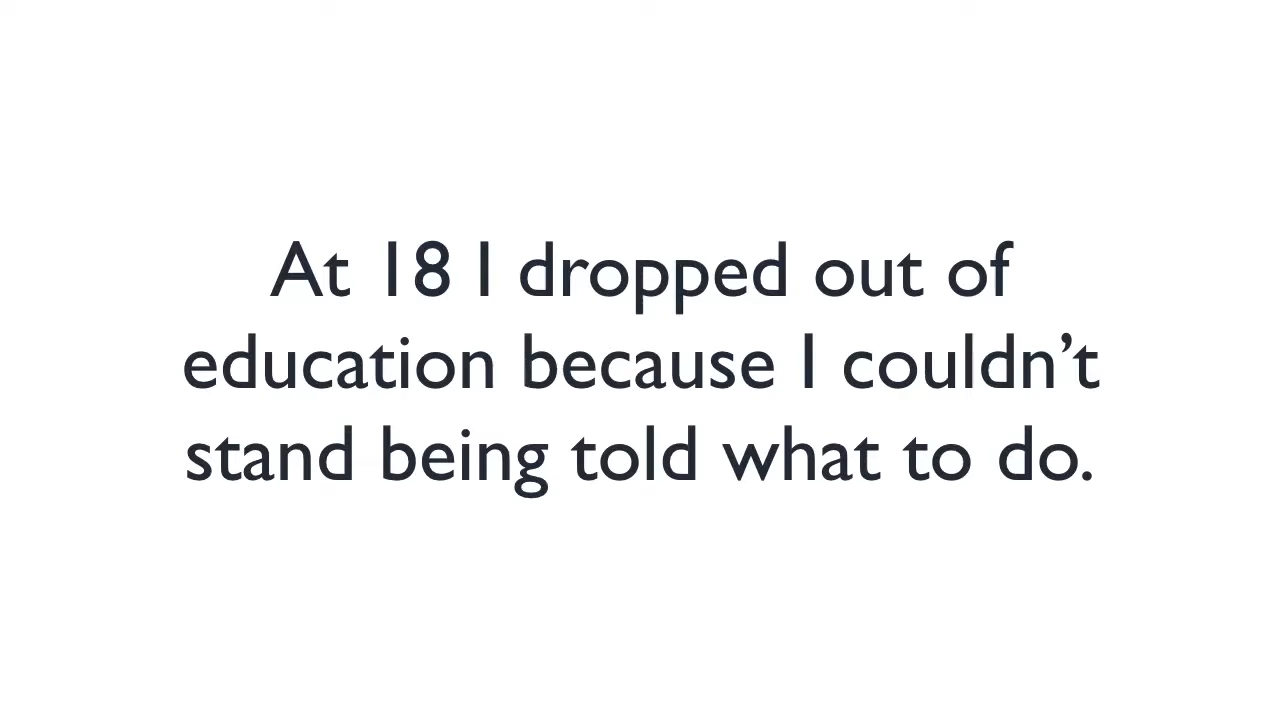 At 18 I dropped out of
education because I couldn’t
stand being told what to do.